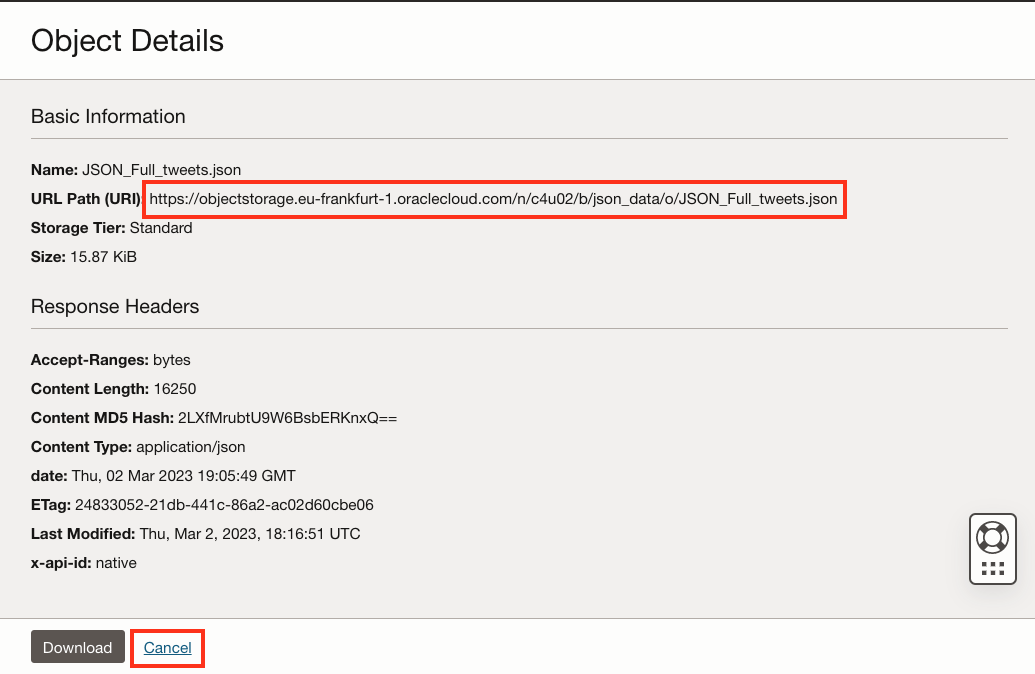 Object Details
Basic Information
Name: JSON_Full_tweets.json
URL Path (URI): https://objectstorage.eu-frankfurt-1.oraclecloud.com/n/c4u02/b/json_data/o/JSON_Full_tweets.json
Storage Tier: Standard
Size: 15.87 KiB
Response Headers
Accept-Ranges: bytes
Content Length: 16250
Content MD5 Hash: 2LXfMrubtU9W6BsbERKnxQ==
Content Type: application/json
date: Thu, 02 Mar 2023 19:05:49 GMT
ETag: 24833052-21db-441c-86a2-ac02d60cbe06
Last Modified: Thu, Mar 2, 2023, 18:16:51 UTC
x-api-id: native
Download Cancel